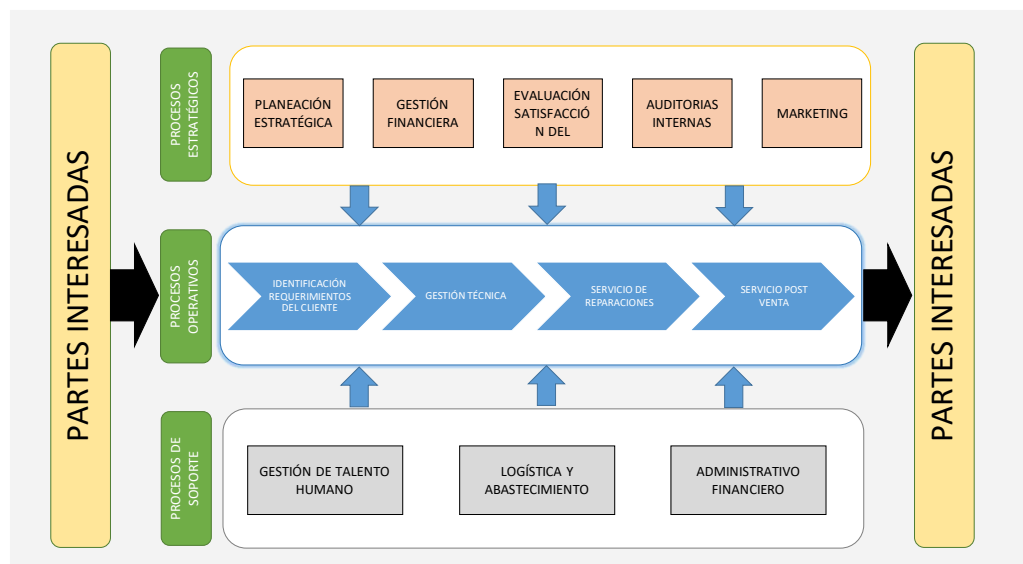 PARTES INTERESADAS
PROCESOS
ESTRATÉGICOS
PLANEACIÓN
ESTRATÉGICA
GESTIÓN
FINANCIERA
EVALUACIÓN
SATISFACCIÓ
N DEL
AUDITORIAS
INTERNAS
MARKETING
PROCESOS
OPERATIVOS
IDENTIFICACIÓN
REQUERIMIENTOS
DEL CLIENTE
GESTIÓN TÉCNICA
SERVICIO DE
REPARACIONES
SERVICIO POST
VENTA
PROCESOS DE
SOPORTE
GESTIÓN DE TALENTO
HUMANO
LOGÍSTICA Y
ABASTECIMIENTO
ADMINISTRATIVO
FINANCIERO
PARTES INTERESADAS